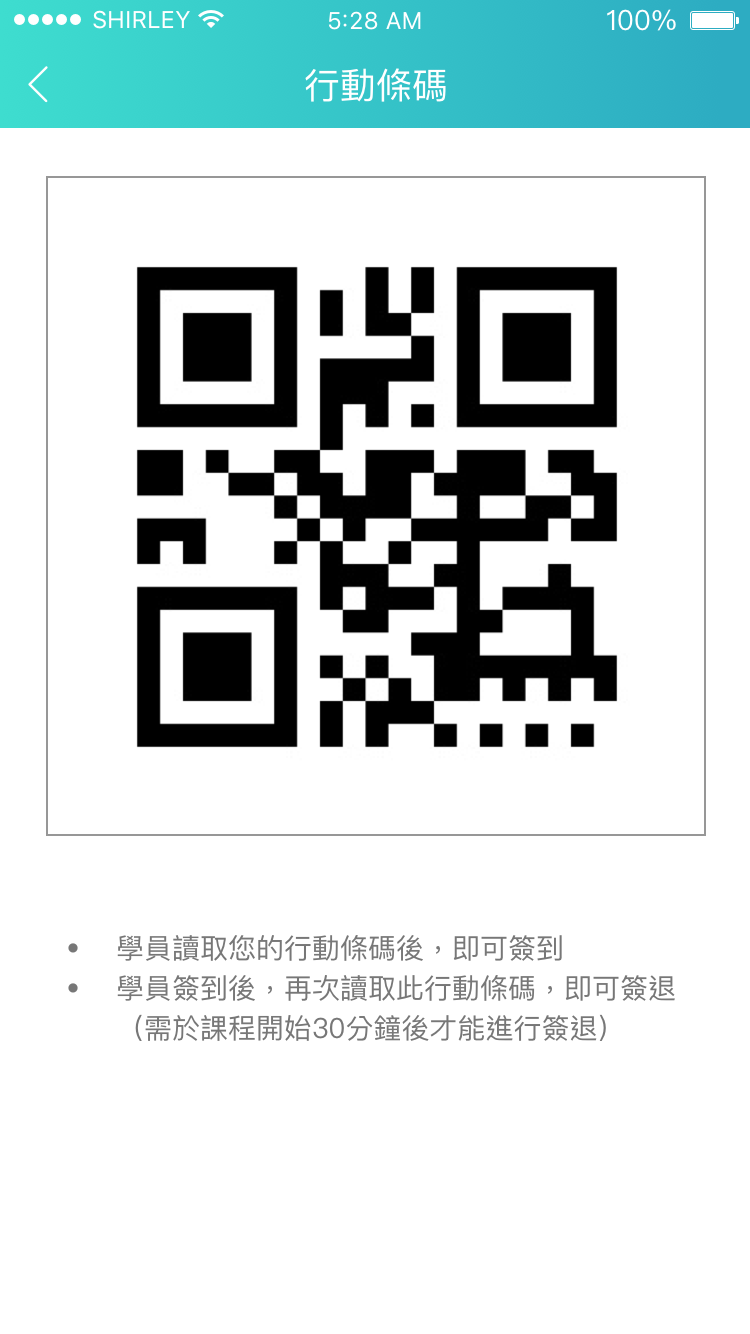 SHIRLEY 5:28 AM 100%
行動條碼
• 學員讀取您的行動條碼後，即可簽到
• 學員簽到後，再次讀取此行動條碼，即可簽退
（需於課程開始30分鐘後才能進行簽退）